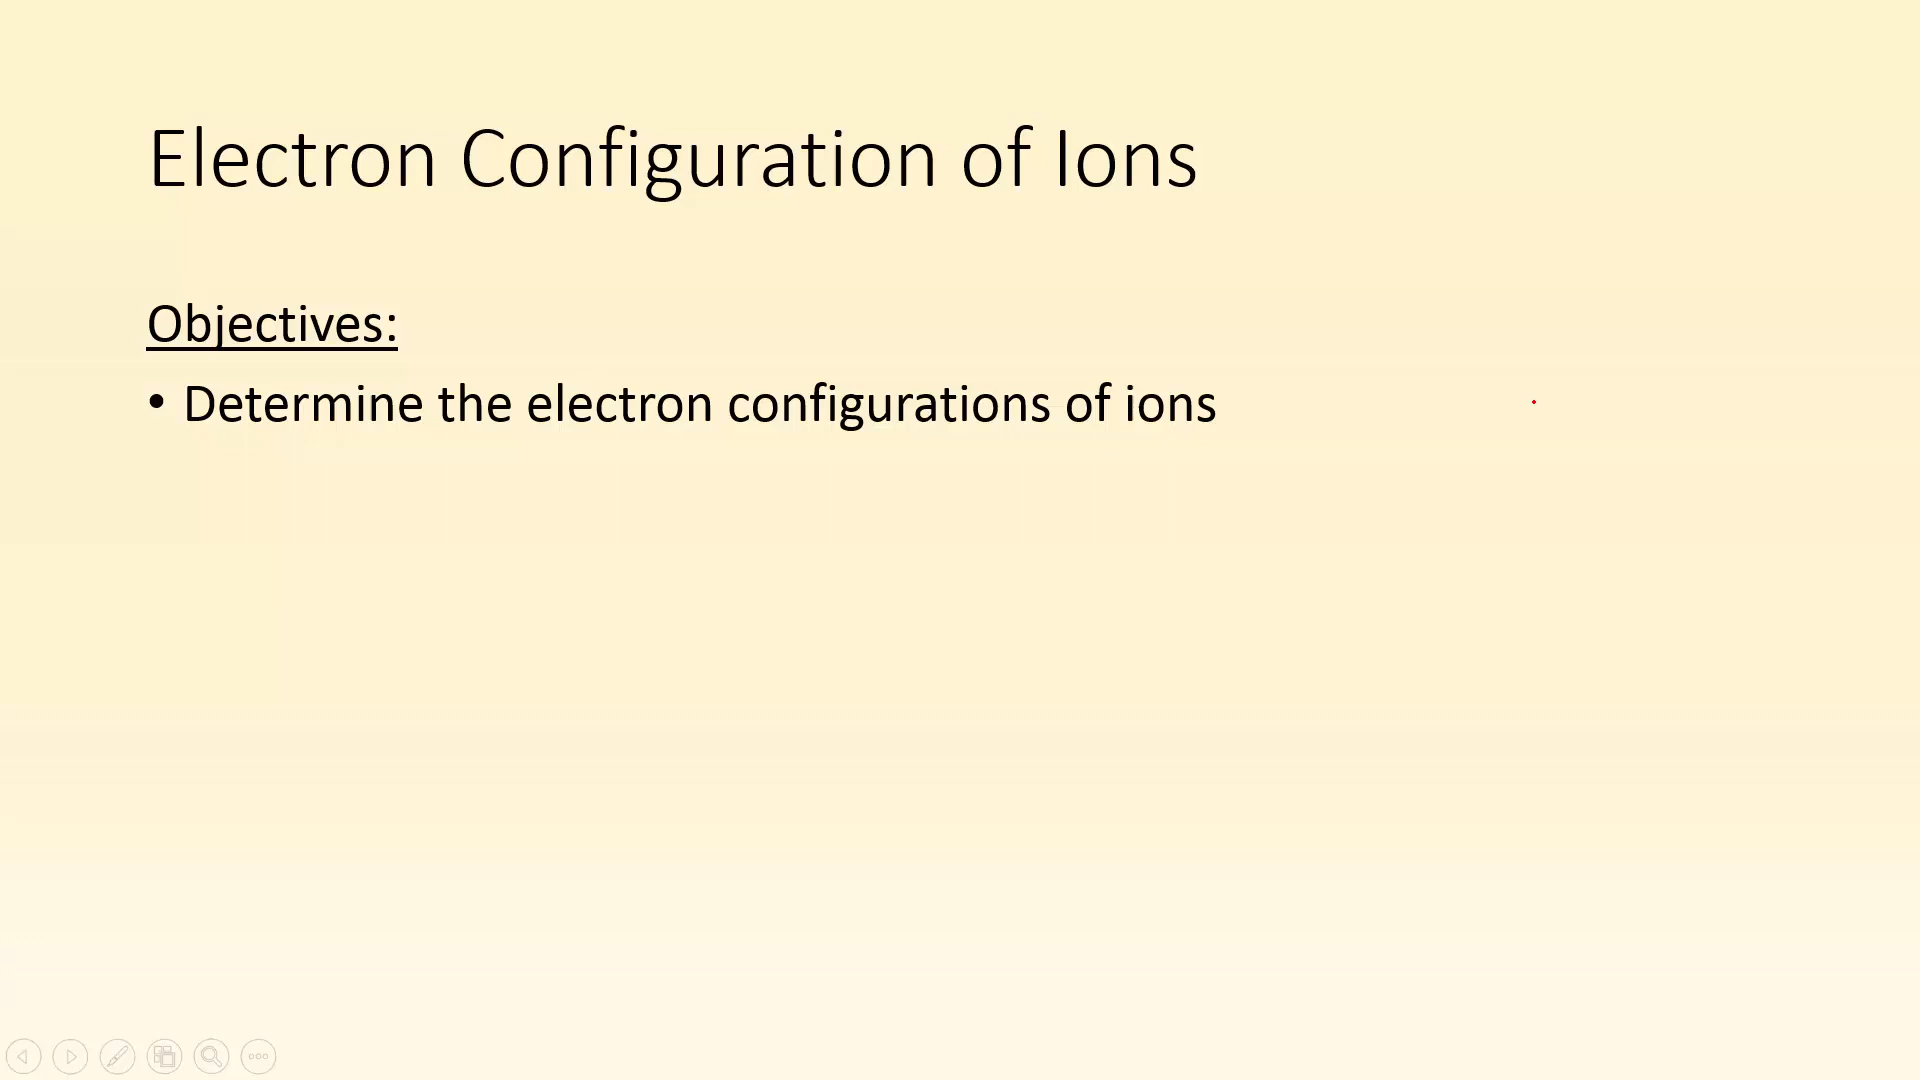 Electron Configuration of Ions
Objectives:
• Determine the electron configurations of ions